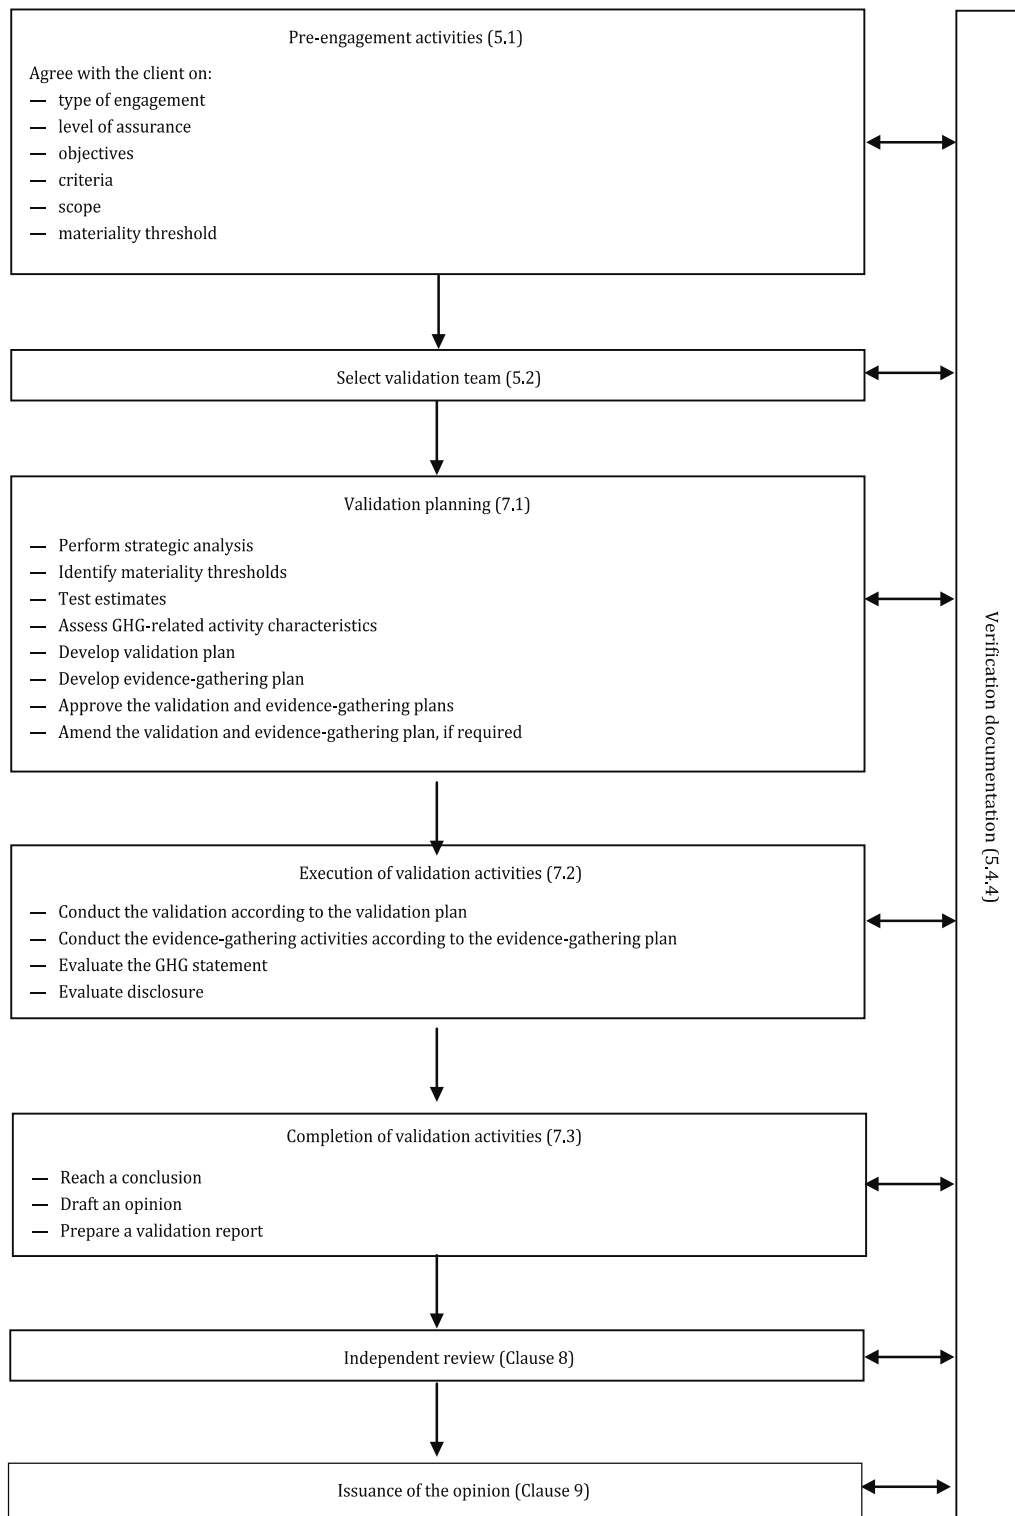 Pre-engagement activities (5.1)
Agree with the client on:
— type of engagement
— level of assurance
— objectives
— criteria
— scope
— materiality threshold
Select validation team (5.2)
Validation planning (7.1)
— Perform strategic analysis
— Identify materiality thresholds
— Test estimates
— Assess GHG-related activity characteristics
— Develop validation plan
— Develop evidence-gathering plan
— Approve the validation and evidence-gathering plans
— Amend the validation and evidence-gathering plan, if required
Execution of validation activities (7.2)
— Conduct the validation according to the validation plan
— Conduct the evidence-gathering activities according to the evidence-gathering plan
— Evaluate the GHG statement
— Evaluate disclosure
Completion of validation activities (7.3)
— Reach a conclusion
— Draft an opinion
— Prepare a validation report
Independent review (Clause 8)
Issuance of the opinion (Clause 9)
Verification documentation (5.4.4)